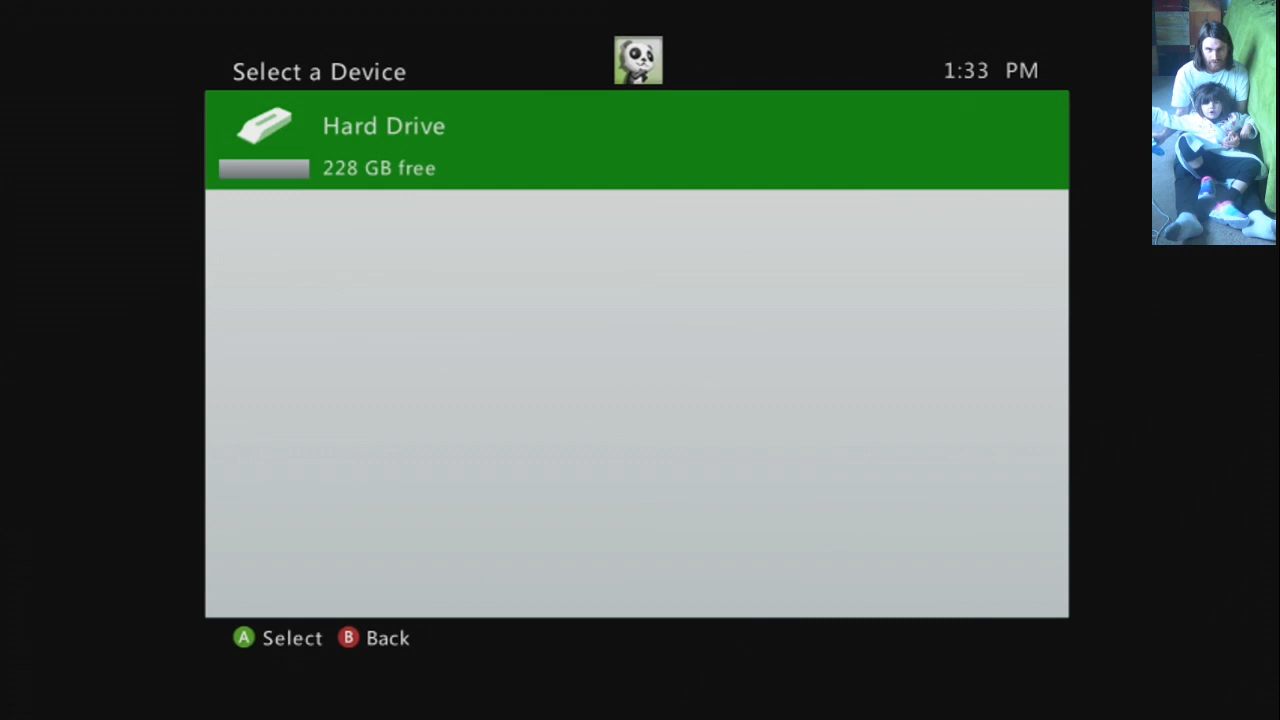 Select a Device
1:33 PM
Hard Drive
228 GB free
A Select B Back